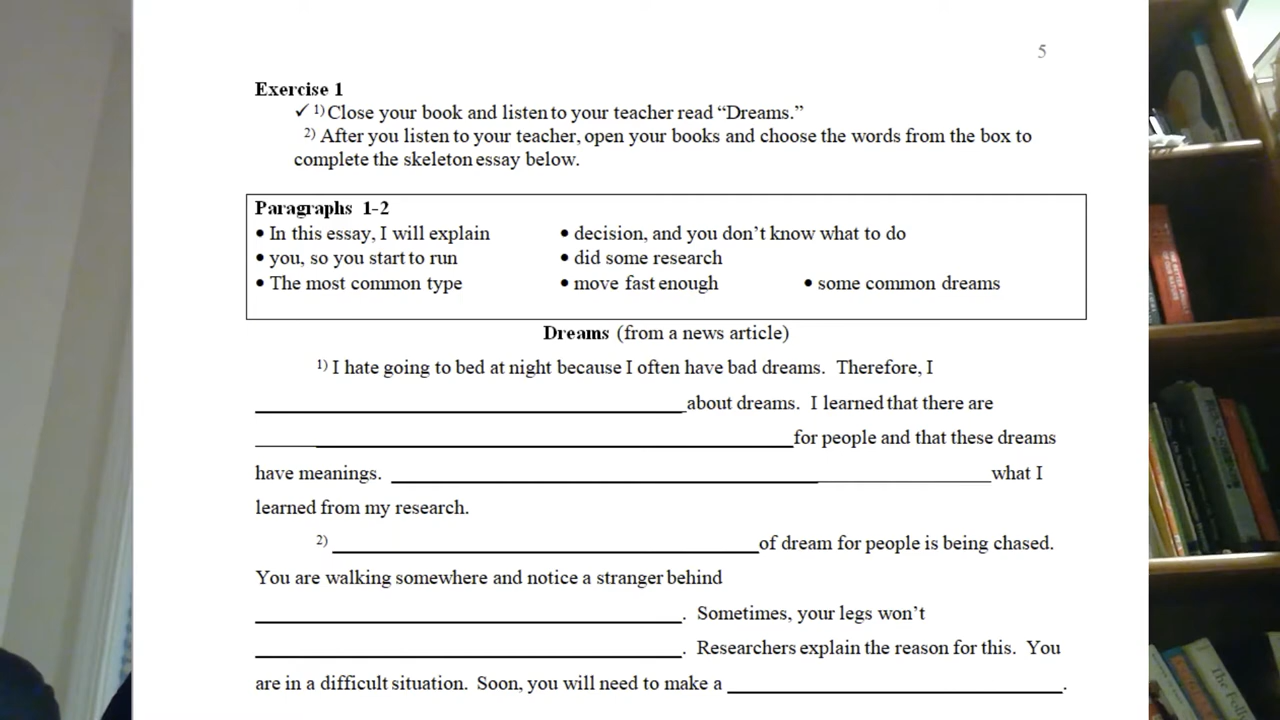 5
Exercise 1
✓ 1) Close your book and listen to your teacher read “Dreams.”
2) After you listen to your teacher, open your books and choose the words from the box to
complete the skeleton essay below.
Paragraphs 1-2
• In this essay, I will explain • decision, and you don’t know what to do
• you, so you start to run • did some research
• The most common type • move fast enough • some common dreams
Dreams (from a news article)
1) I hate going to bed at night because I often have bad dreams. Therefore, I
____________________ about dreams. I learned that there are
____________________ for people and that these dreams
have meanings. ____________________ what I
learned from my research.
2) ____________________ of dream for people is being chased.
You are walking somewhere and notice a stranger behind
____________________. Sometimes, your legs won’t
____________________. Researchers explain the reason for this. You
are in a difficult situation. Soon, you will need to make a ____________________.